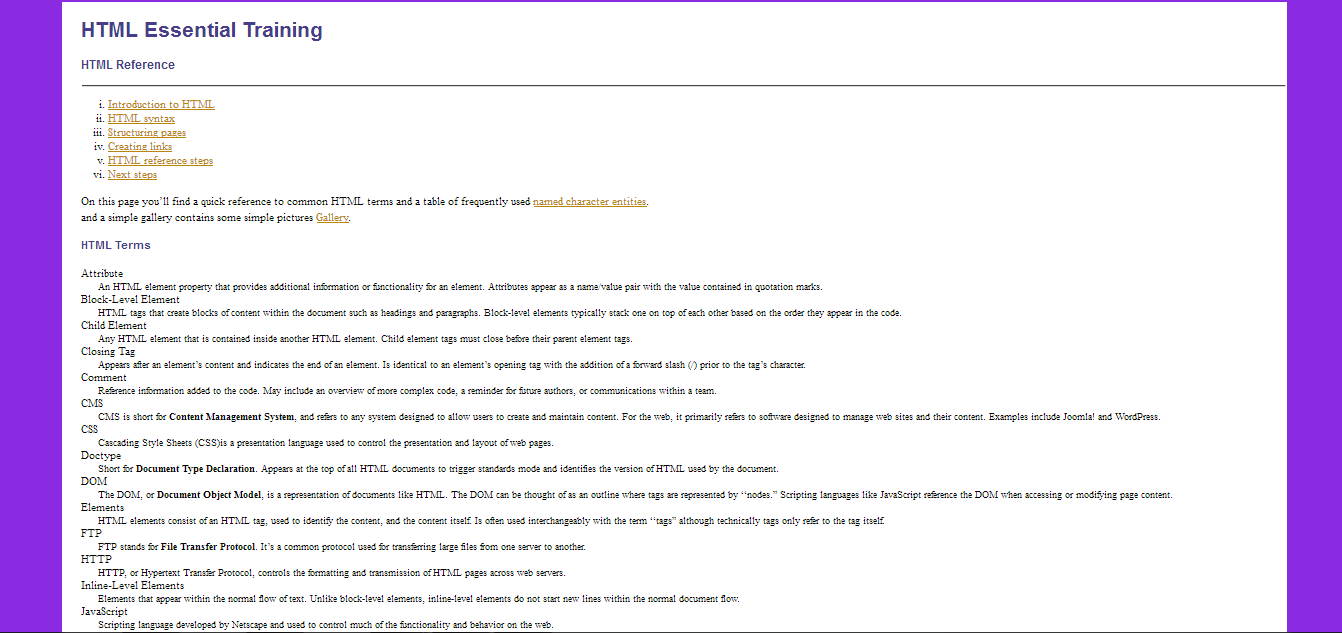 HTML Essential Training
HTML Reference
i. Introduction to HTML
ii. HTML syntax
iii. Structuring pages
iv. Creating links
v. HTML reference steps
vi. Next steps
On this page you’ll find a quick reference to common HTML terms and a table of frequently used named character entities.
and a simple gallery contains some simple pictures Gallery.
HTML Terms
Attribute
An HTML element property that provides additional information or functionality for an element. Attributes appear as a name/value pair with the value contained in quotation marks.
Block-Level Element
HTML tags that create blocks of content within the document such as headings and paragraphs. Block-level elements typically stack one on top of each other based on the order they appear in the code.
Child Element
Any HTML element that is contained inside another HTML element. Child element tags must close before their parent element tags.
Closing Tag
Appears after an element’s content and indicates the end of an element. Is identical to an element’s opening tag with the addition of a forward slash (/) prior to the tag’s character.
Comment
Reference information added to the code. May include an overview of more complex code, a reminder for future authors, or communications within a team.
CMS
CMS is short for Content Management System, and refers to any system designed to allow users to create and maintain content. For the web, it primarily refers to software designed to manage web sites and their content. Examples include Joomla! and WordPress.
CSS
Cascading Style Sheets (CSS)is a presentation language used to control the presentation and layout of web pages.
Doctype
Short for Document Type Declaration. Appears at the top of all HTML documents to trigger standards mode and identifies the version of HTML used by the document.
DOM
The DOM, or Document Object Model, is a representation of documents like HTML. The DOM can be thought of as an outline where tags are represented by ‘‘nodes.” Scripting languages like JavaScript reference the DOM when accessing or modifying page content.
Elements
HTML elements consist of an HTML tag, used to identify the content, and the content itself. Is often used interchangeably with the term ‘‘tags” although technically tags only refer to the tag itself.
FTP
FTP stands for File Transfer Protocol. It’s a common protocol used for transferring large files from one server to another.
HTTP
HTTP, or Hypertext Transfer Protocol, controls the formatting and transmission of HTML pages across web servers.
Inline-Level Elements
Elements that appear within the normal flow of text. Unlike block-level elements, inline-level elements do not start new lines within the normal document flow.
JavaScript
Scripting language developed by Netscape and used to control much of the functionality and behavior on the web.